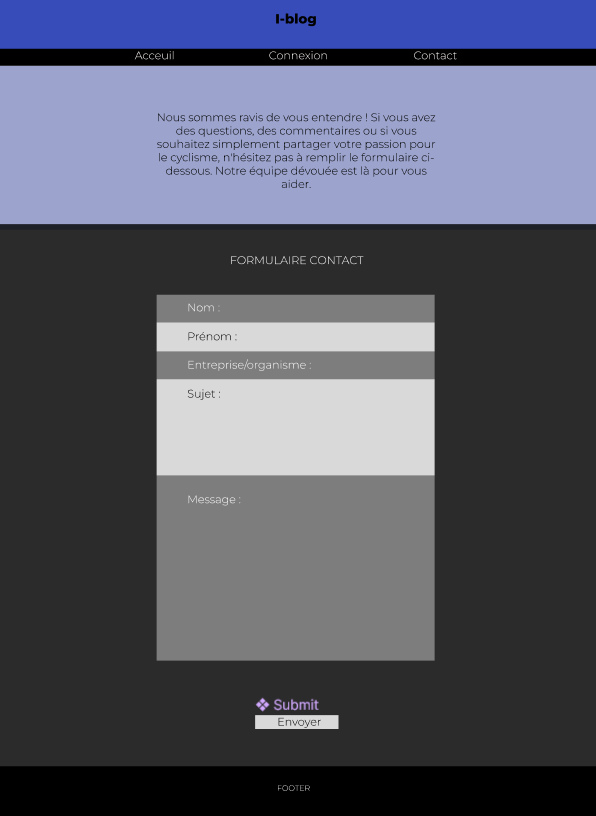 I-blog
Acceuil Connexion Contact
Nous sommes ravis de vous entendre ! Si vous avez
des questions, des commentaires ou si vous
souhaitez simplement partager votre passion pour
le cyclisme, n'hésitez pas à remplir le formulaire ci-
dessous. Notre équipe dévouée est là pour vous
aider.
FORMULAIRE CONTACT
Nom :
Prénom :
Entreprise/organisme :
Sujet :
Message :
Submit
Envoyer
FOOTER